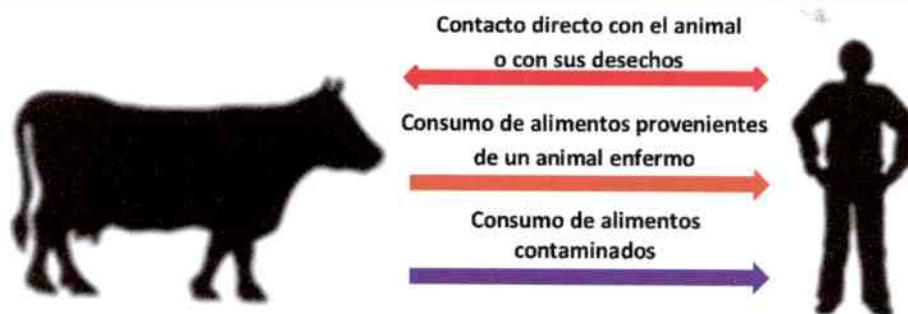 Contacto directo con el animal
o con sus desechos
Consumo de alimentos provenientes
de un animal enfermo
Consumo de alimentos
contaminados